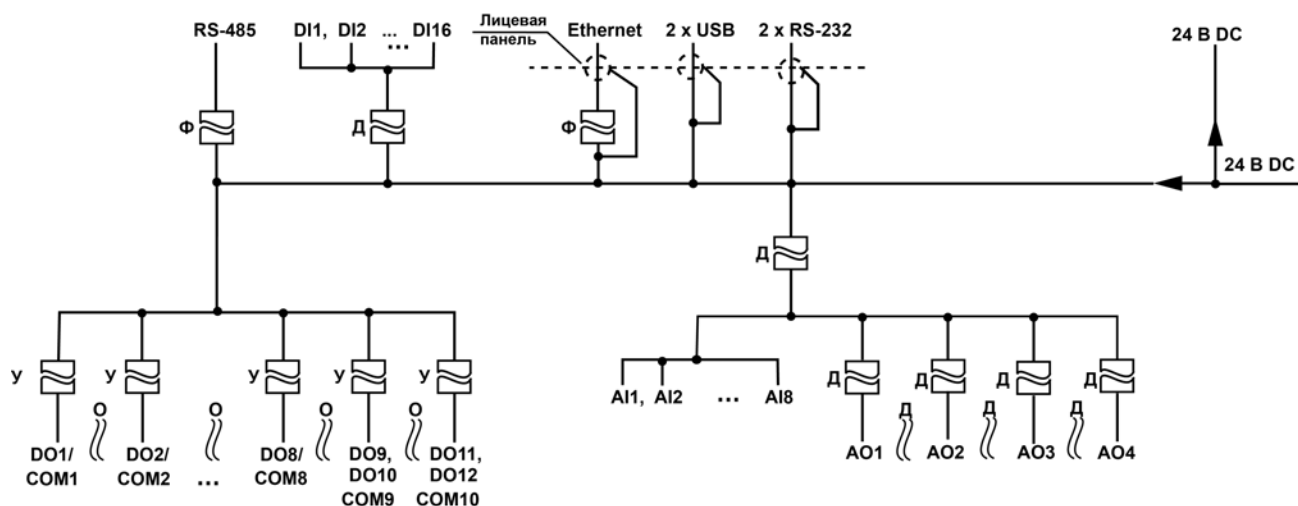 RS-485 DI1, DI2 ... DI16 Лицевая панель Ethernet 2 x USB 2 x RS-232 24 В DC
...
Ф Д Ф
24 В DC
Д
У У У У У Д Д Д Д
О О О О Д Д Д
AI1, AI2 ... AI8
DO1/ DO2/ DO8/ DO9, DO11, AO1 AO2 AO3 AO4
COM1 COM2 ... COM8 DO10 DO12
COM9 COM10